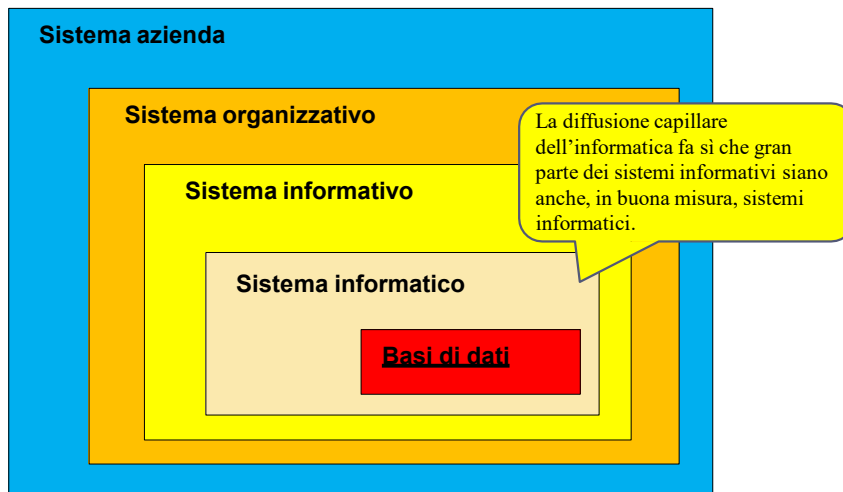 Sistema azienda
Sistema organizzativo
La diffusione capillare
dell’informatica fa sì che gran
parte dei sistemi informativi siano
anche, in buona misura, sistemi
informatici.
Sistema informativo
Sistema informatico
Basi di dati